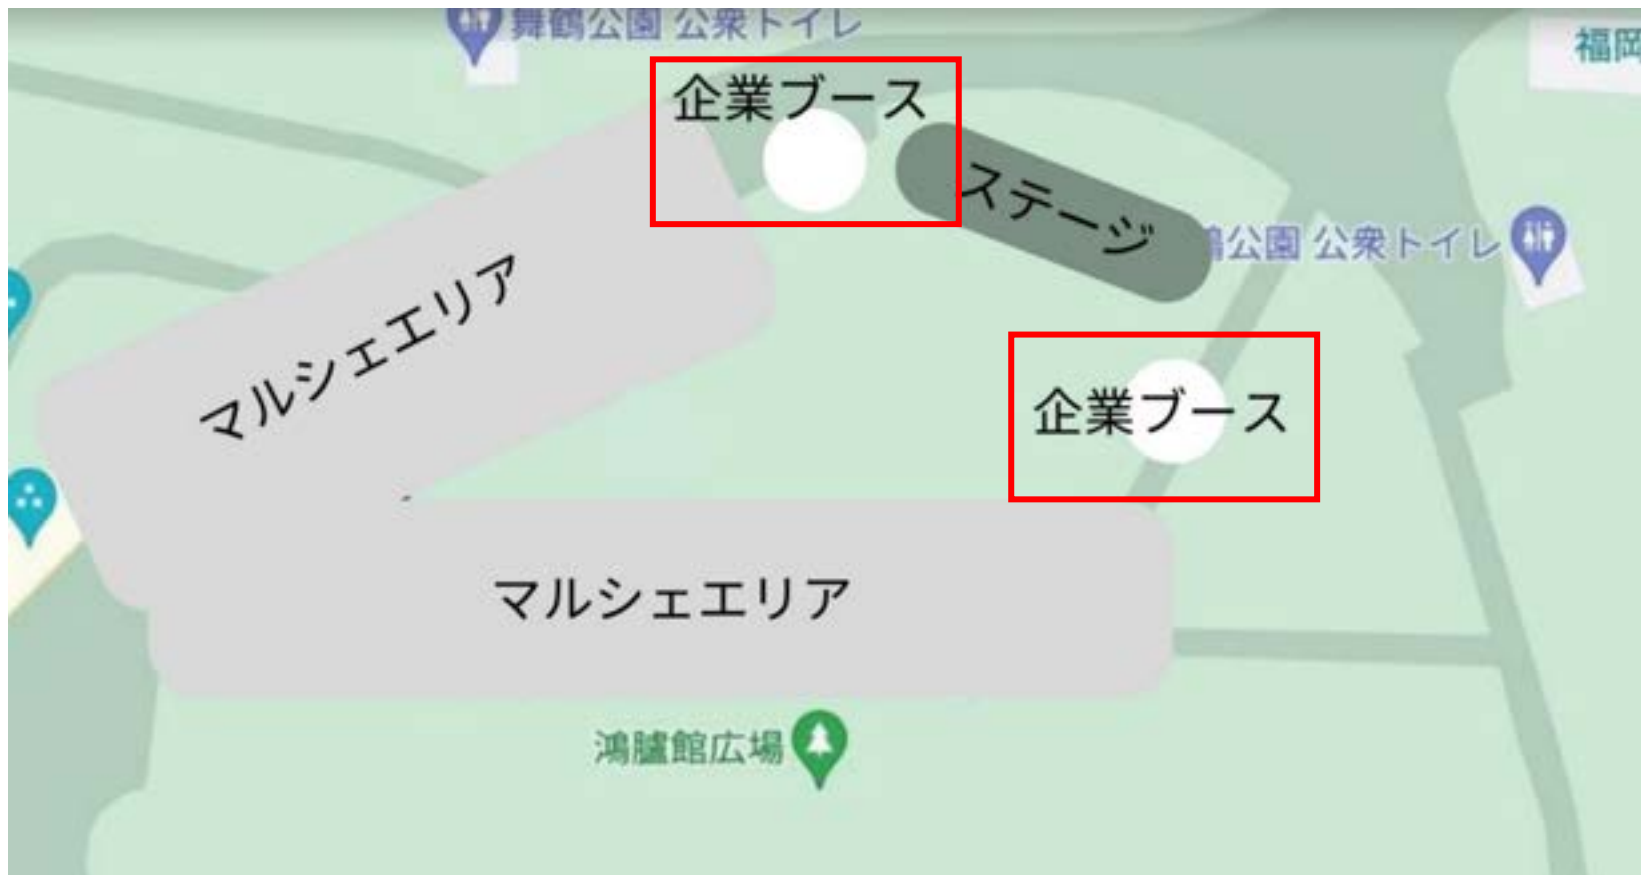 舞鶴公園 公衆トイレ
福岡
企業ブース
ステージ
公園 公衆トイレ
マルシェエリア
企業ブース
マルシェエリア
鴻臚館広場